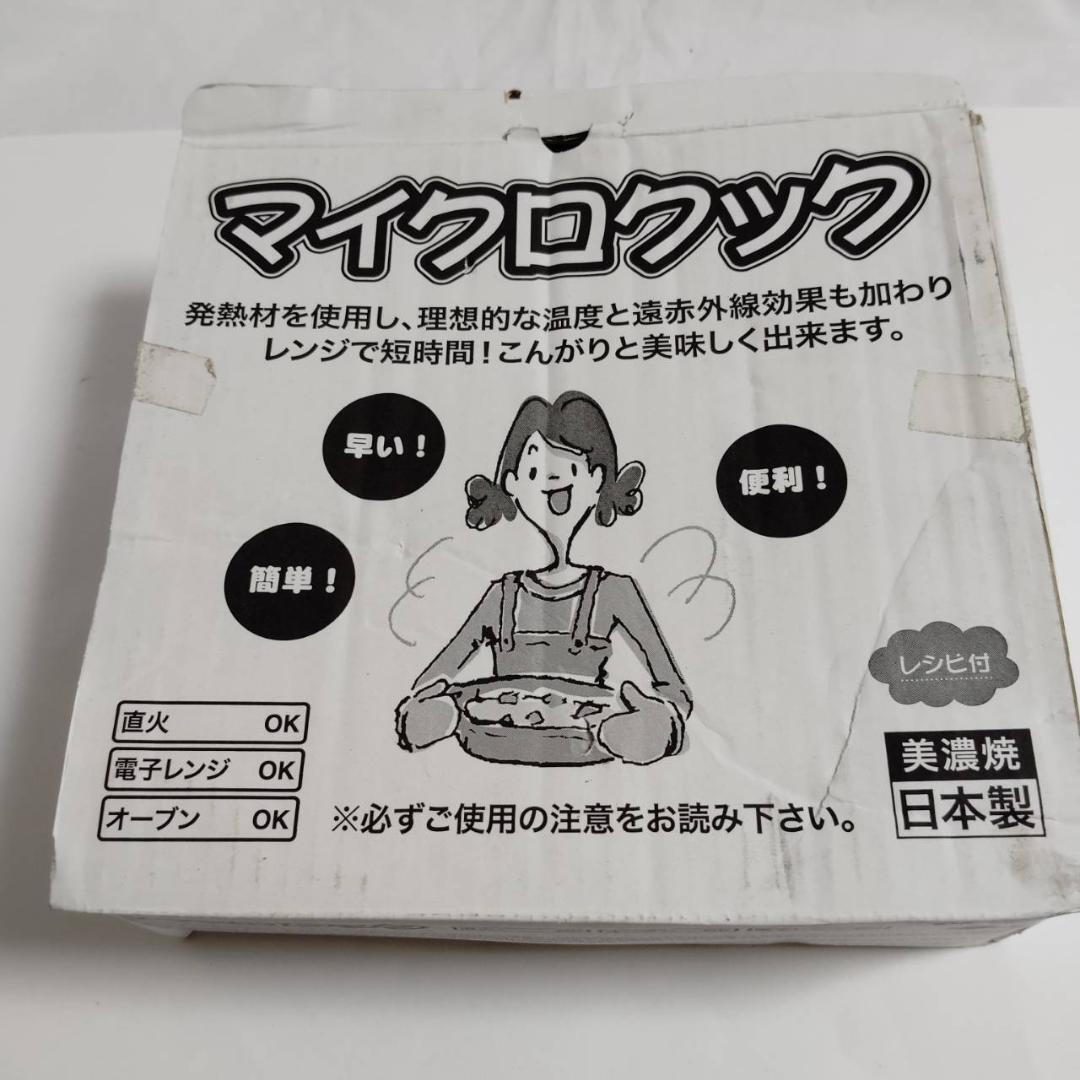 マイクロクック
発熱材を使用し、理想的な温度と遠赤外線効果も加わり
レンジで短時間！こんがりと美味しく出来ます。
早い！
便利！
簡単！
レシピ付
直火 OK
電子レンジ OK
オーブン OK
※必ずご使用の注意をお読み下さい。
美濃焼
日本製